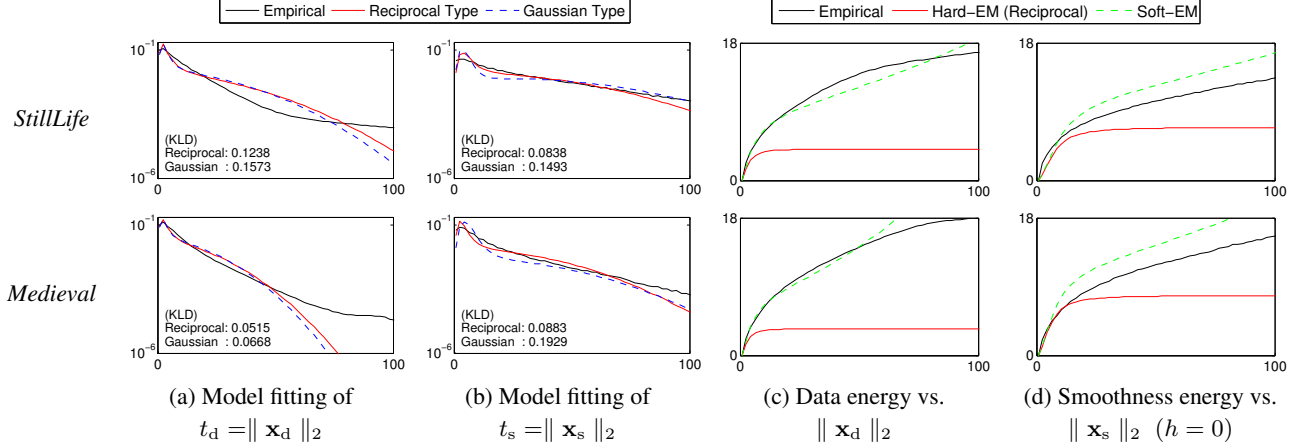 Empirical Reciprocal Type Gaussian Type
Empirical Hard−EM (Reciprocal) Soft−EM
StillLife
10^−1
(KLD)
Reciprocal: 0.1238
Gaussian : 0.1573
10^−6
0 100
10^−1
(KLD)
Reciprocal: 0.0838
Gaussian : 0.1493
10^−6
0 100
18
0
0 100
18
0
0 100
Medieval
10^−1
(KLD)
Reciprocal: 0.0515
Gaussian : 0.0668
10^−6
0 100
10^−1
(KLD)
Reciprocal: 0.0883
Gaussian : 0.1929
10^−6
0 100
18
0
0 100
18
0
0 100
(a) Model fitting of
t_d =∥ x_d ∥_2
(b) Model fitting of
t_s =∥ x_s ∥_2
(c) Data energy vs.
∥ x_d ∥_2
(d) Smoothness energy vs.
∥ x_s ∥_2 (h = 0)